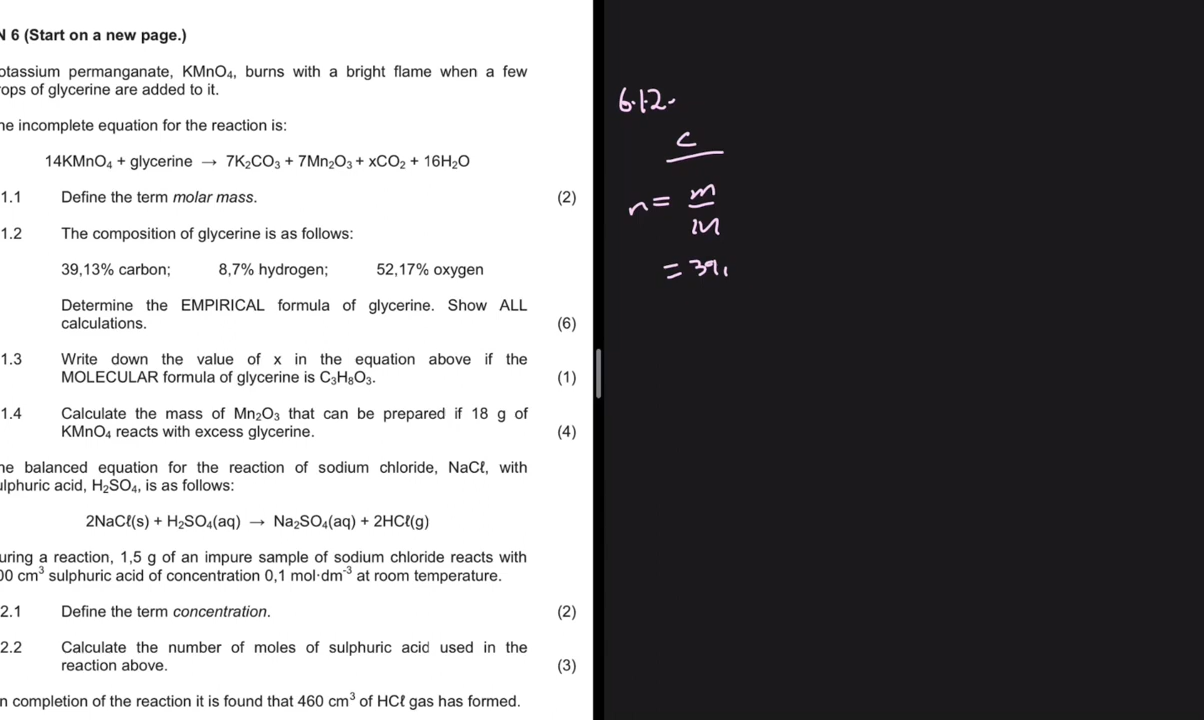 N 6 (Start on a new page.)
otassium permanganate, KMnO₄, burns with a bright flame when a few
ops of glycerine are added to it.
ne incomplete equation for the reaction is:
14KMnO₄ + glycerine → 7K₂CO₃ + 7Mn₂O₃ + xCO₂ + 16H₂O
1.1 Define the term molar mass. (2)
1.2 The composition of glycerine is as follows:
39,13% carbon; 8,7% hydrogen; 52,17% oxygen
Determine the EMPIRICAL formula of glycerine. Show ALL
calculations. (6)
1.3 Write down the value of x in the equation above if the
MOLECULAR formula of glycerine is C₃H₈O₃. (1)
1.4 Calculate the mass of Mn₂O₃ that can be prepared if 18 g of
KMnO₄ reacts with excess glycerine. (4)
ne balanced equation for the reaction of sodium chloride, NaCℓ, with
ulphuric acid, H₂SO₄, is as follows:
2NaCℓ(s) + H₂SO₄(aq) → Na₂SO₄(aq) + 2HCℓ(g)
uring a reaction, 1,5 g of an impure sample of sodium chloride reacts with
00 cm³ sulphuric acid of concentration 0,1 mol·dm⁻³ at room temperature.
2.1 Define the term concentration. (2)
2.2 Calculate the number of moles of sulphuric acid used in the
reaction above. (3)
n completion of the reaction it is found that 460 cm³ of HCℓ gas has formed.
6.1.2.
C
n = m
M
= 39,